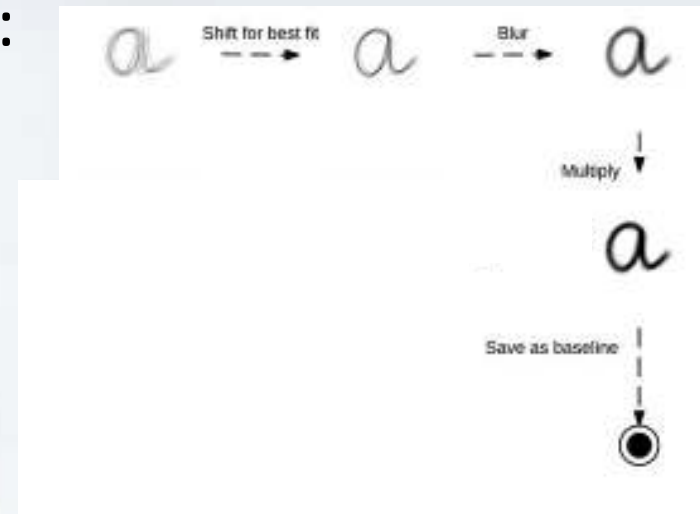 :
a Shift for best fit a Blur a
Multiply
a
Save as baseline